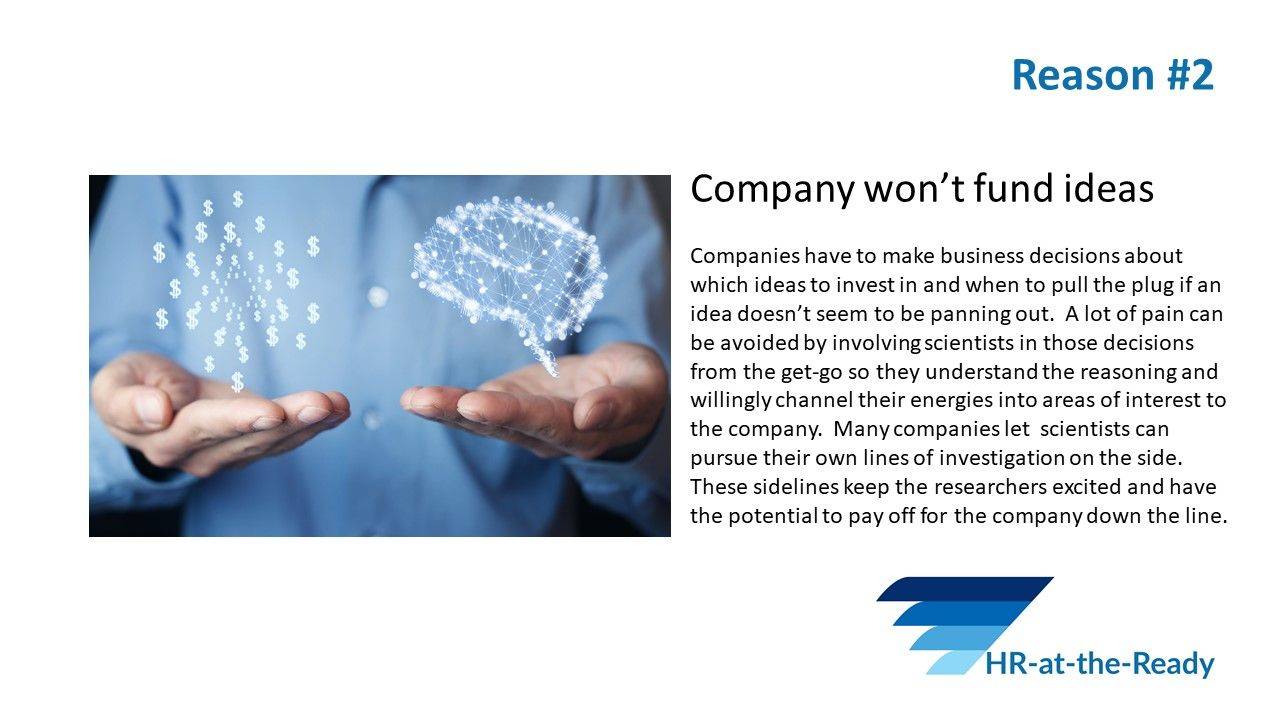 Reason #2
Company won’t fund ideas
Companies have to make business decisions about
which ideas to invest in and when to pull the plug if an
idea doesn’t seem to be panning out.  A lot of pain can
be avoided by involving scientists in those decisions
from the get-go so they understand the reasoning and
willingly channel their energies into areas of interest to
the company.  Many companies let  scientists can
pursue their own lines of investigation on the side.
These sidelines keep the researchers excited and have
the potential to pay off for the company down the line.
HR-at-the-Ready